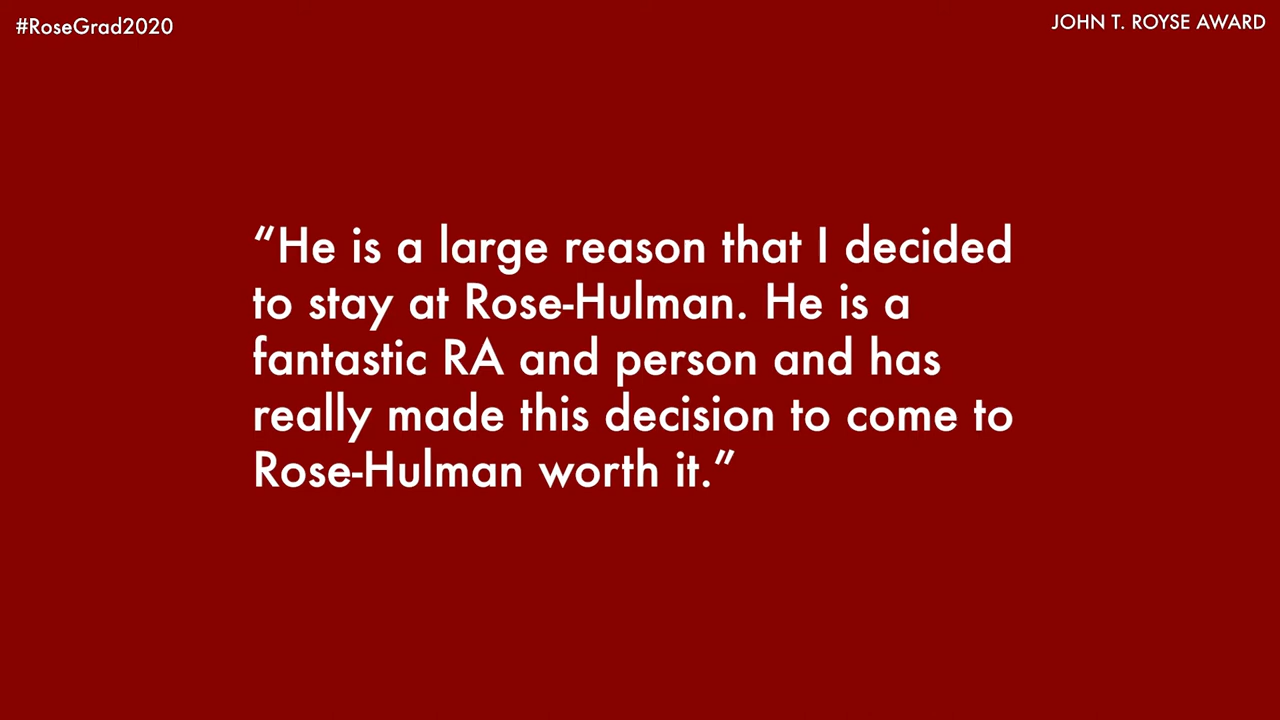 #RoseGrad2020
JOHN T. ROYSE AWARD
“He is a large reason that I decided
to stay at Rose-Hulman. He is a
fantastic RA and person and has
really made this decision to come to
Rose-Hulman worth it.”